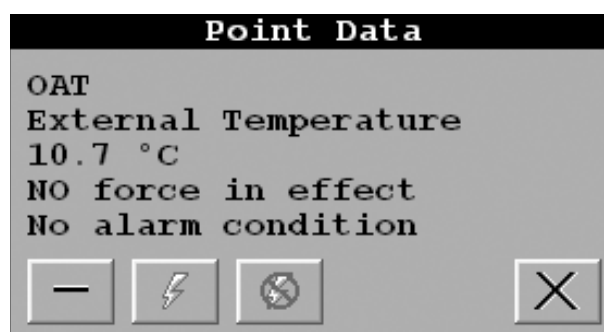 Point Data
OAT
External Temperature
10.7 °C
NO force in effect
No alarm condition